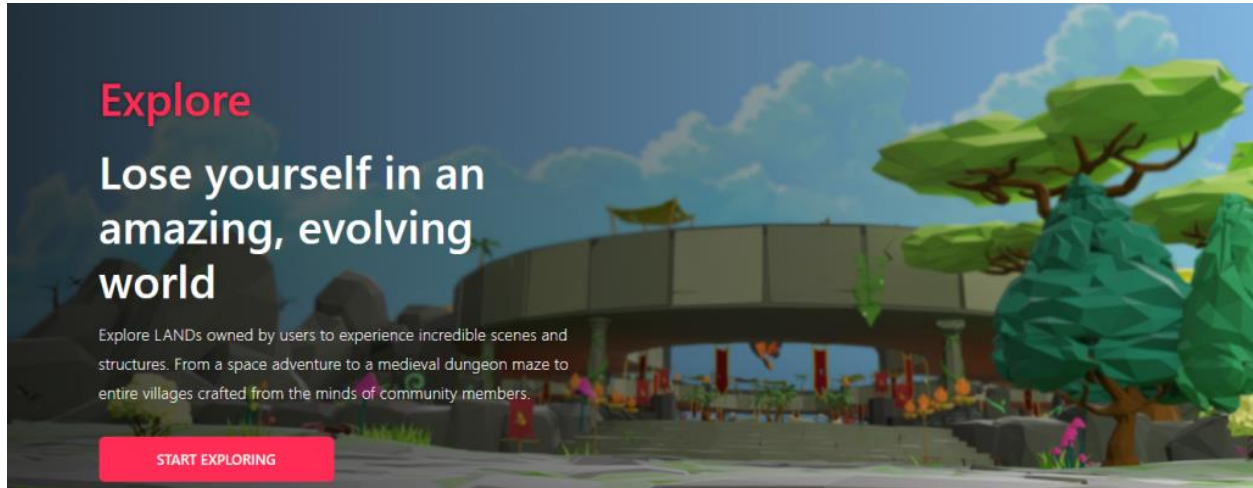 Explore
Lose yourself in an
amazing, evolving
world
Explore LANDs owned by users to experience incredible scenes and
structures. From a space adventure to a medieval dungeon maze to
entire villages crafted from the minds of community members.
START EXPLORING